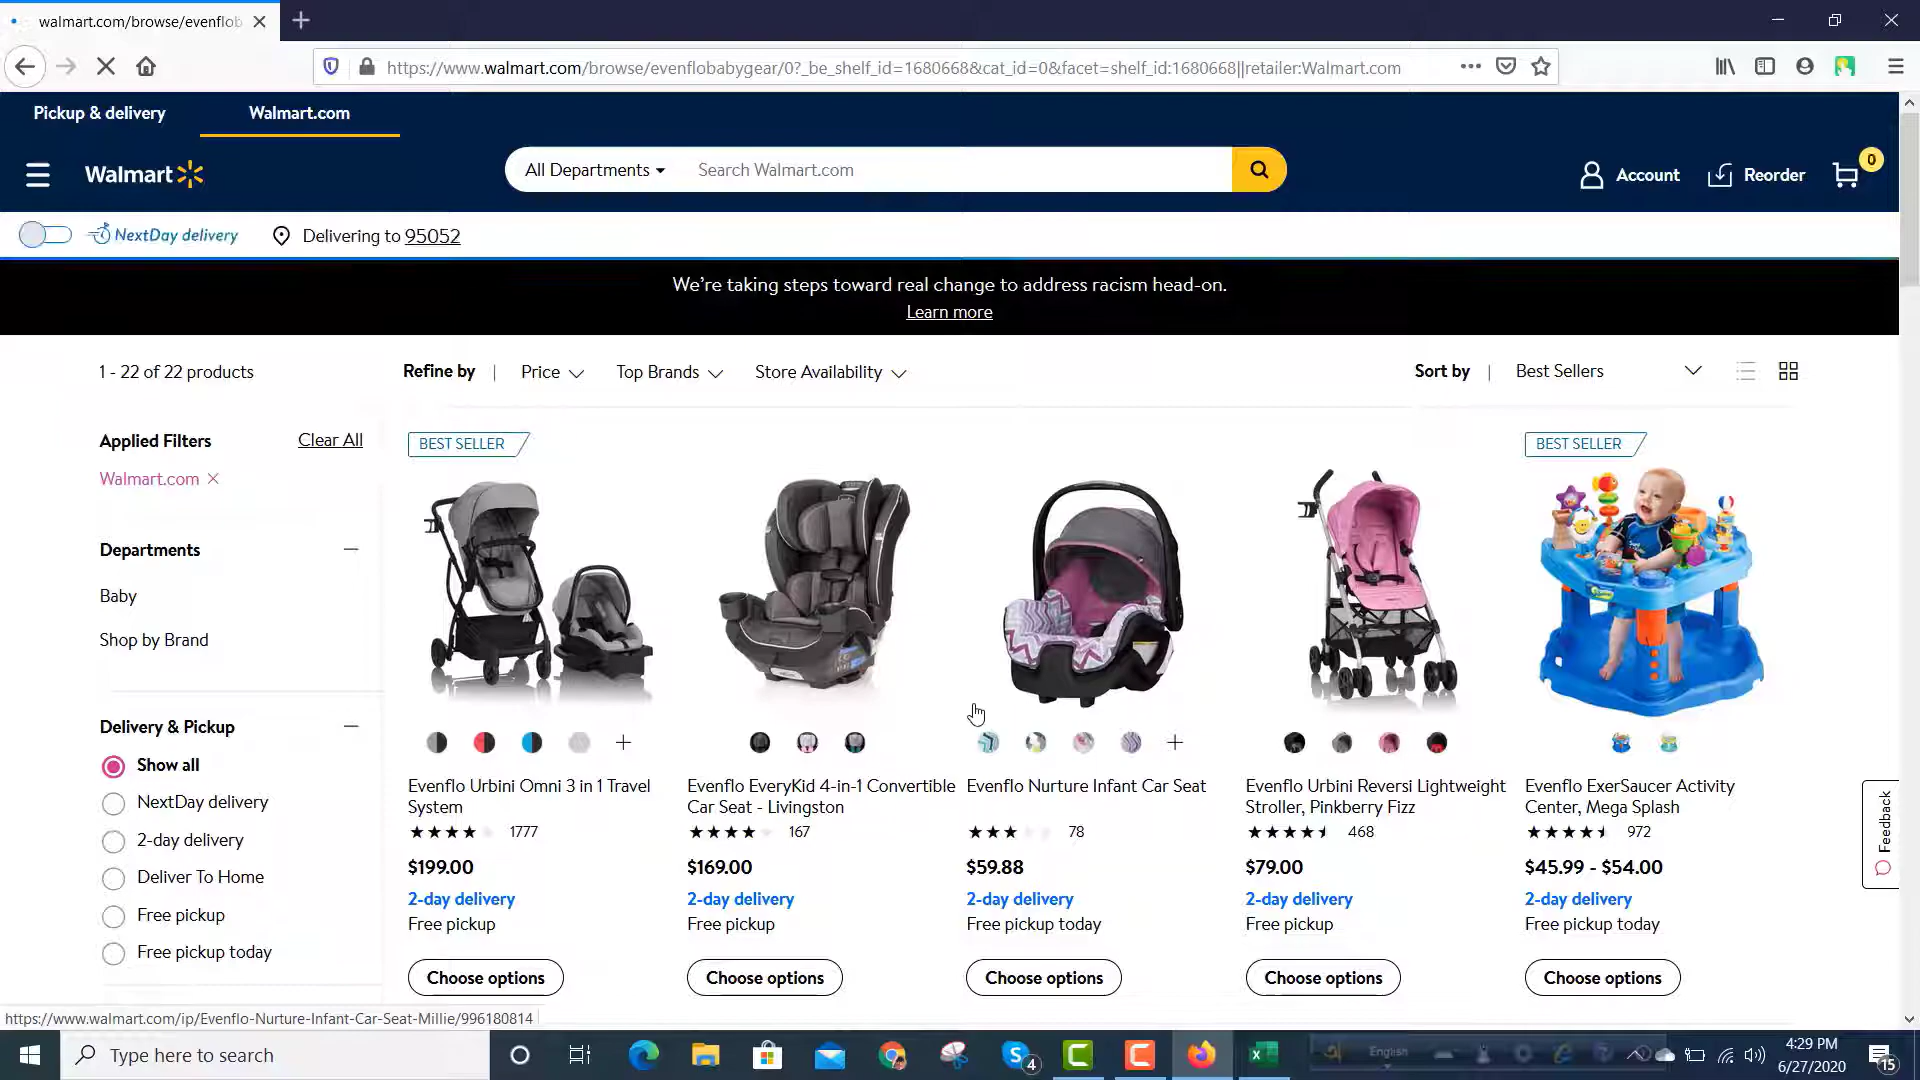 walmart.com/browse/evenflob
https://www.walmart.com/browse/evenflobabygear/0?_be_shelf_id=1680668&cat_id=0&facet=shelf_id:1680668||retailer:Walmart.com
Pickup & delivery
Walmart.com
Walmart
All Departments
Search Walmart.com
Account
Reorder
0
NextDay delivery
Delivering to 95052
We're taking steps toward real change to address racism head-on.
Learn more
1 - 22 of 22 products
Refine by | Price
Top Brands
Store Availability
Sort by | Best Sellers
Applied Filters
Clear All
Walmart.com
Departments
Baby
Shop by Brand
Delivery & Pickup
Show all
NextDay delivery
2-day delivery
Deliver To Home
Free pickup
Free pickup today
BEST SELLER
Evenflo Urbini Omni 3 in 1 Travel
System
1777
$199.00
2-day delivery
Free pickup
Choose options
Evenflo EveryKid 4-in-1 Convertible
Car Seat - Livingston
167
$169.00
2-day delivery
Free pickup
Choose options
Evenflo Nurture Infant Car Seat
78
$59.88
2-day delivery
Free pickup today
Choose options
Evenflo Urbini Reversi Lightweight
Stroller, Pinkberry Fizz
468
$79.00
2-day delivery
Free pickup
Choose options
BEST SELLER
Evenflo ExerSaucer Activity
Center, Mega Splash
972
$45.99 - $54.00
2-day delivery
Free pickup today
Choose options
Feedback
https://www.walmart.com/ip/Evenflo-Nurture-Infant-Car-Seat-Millie/996180814
Type here to search
4
English
4:29 PM
6/27/2020
15